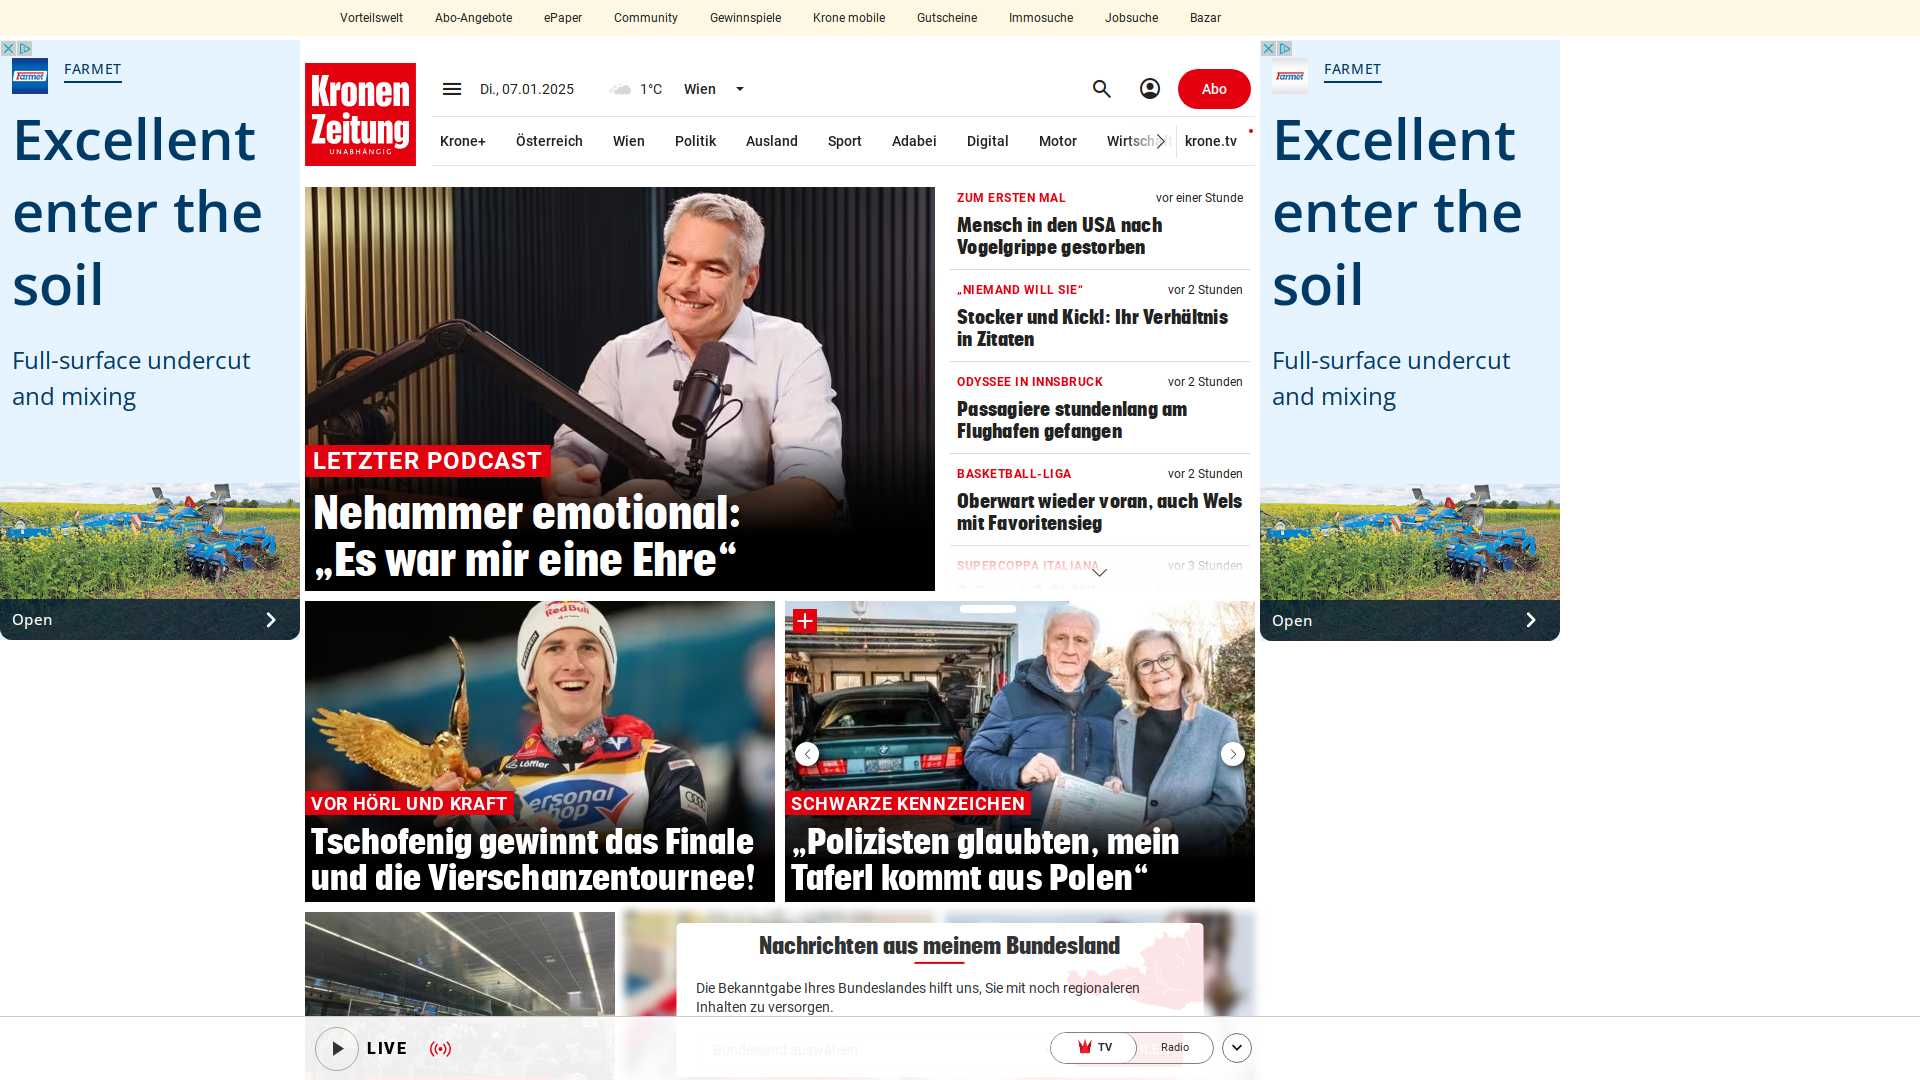 Vorteilswelt Abo-Angebote ePaper Community Gewinnspiele Krone mobile Gutscheine Immosuche Jobsuche Bazar
FARMET
Excellent
enter the
soil
Full-surface undercut
and mixing
Open
Kronen
Zeitung
UNABHÄNGIG
Di., 07.01.2025 1°C Wien
Abo
Krone+ Österreich Wien Politik Ausland Sport Adabei Digital Motor Wirtschaft krone.tv
LETZTER PODCAST
Nehammer emotional:
„Es war mir eine Ehre“
ZUM ERSTEN MAL vor einer Stunde
Mensch in den USA nach
Vogelgrippe gestorben
„NIEMAND WILL SIE“ vor 2 Stunden
Stocker und Kickl: Ihr Verhältnis
in Zitaten
ODYSSEE IN INNSBRUCK vor 2 Stunden
Passagiere stundenlang am
Flughafen gefangen
BASKETBALL-LIGA vor 2 Stunden
Oberwart wieder voran, auch Wels
mit Favoritensieg
SUPERCOPPA ITALIANA vor 3 Stunden
FARMET
Excellent
enter the
soil
Full-surface undercut
and mixing
Open
Red Bull
Löffler
ersonal
shop
VOR HÖRL UND KRAFT
Tschofenig gewinnt das Finale
und die Vierschanzentournee!
SCHWARZE KENNZEICHEN
„Polizisten glaubten, mein
Taferl kommt aus Polen“
Nachrichten aus meinem Bundesland
Die Bekanntgabe Ihres Bundeslandes hilft uns, Sie mit noch regionaleren
Inhalten zu versorgen.
Bundesland auswählen
LIVE
TV Radio